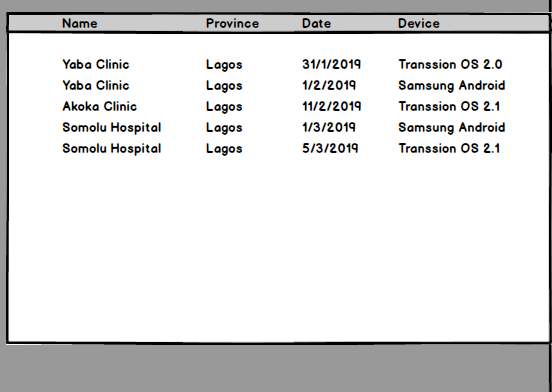 Name Province Date Device
Yaba Clinic Lagos 31/1/2019 Transsion OS 2.0
Yaba Clinic Lagos 1/2/2019 Samsung Android
Akoka Clinic Lagos 11/2/2019 Transsion OS 2.1
Somolu Hospital Lagos 1/3/2019 Samsung Android
Somolu Hospital Lagos 5/3/2019 Transsion OS 2.1